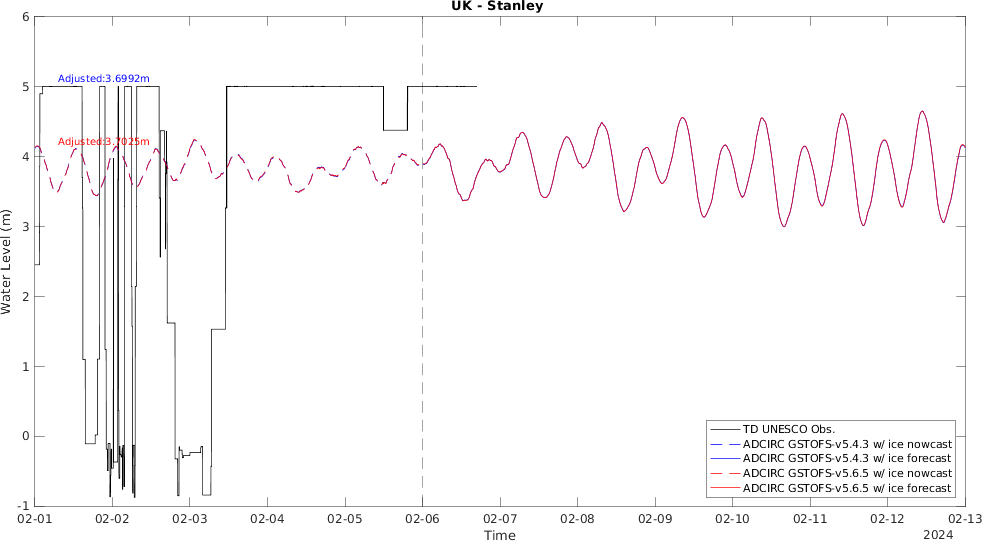 UK - Stanley
6
5
4
3
2
1
0
-1
Water Level (m)
Adjusted:3.6992m
Adjusted:3.7025m
TD UNESCO Obs.
ADCIRC GSTOFS-v5.4.3 w/ ice nowcast
ADCIRC GSTOFS-v5.4.3 w/ ice forecast
ADCIRC GSTOFS-v5.6.5 w/ ice nowcast
ADCIRC GSTOFS-v5.6.5 w/ ice forecast
02-01 02-02 02-03 02-04 02-05 02-06 02-07 02-08 02-09 02-10 02-11 02-12 02-13
Time
2024